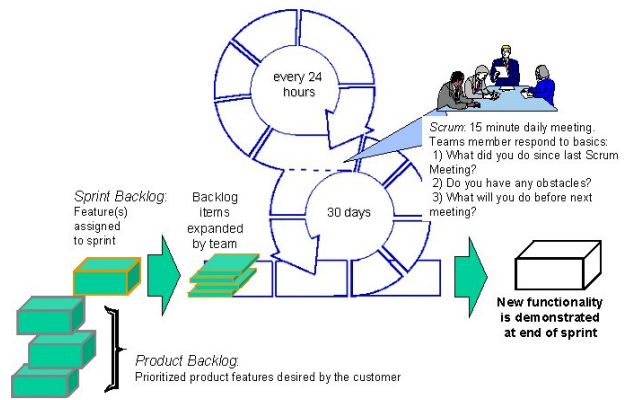 every 24
hours
Scrum: 15 minute daily meeting.
Teams member respond to basics:
1) What did you do since last Scrum
Meeting?
2) Do you have any obstacles?
3) What will you do before next
meeting?
Sprint Backlog:
Feature(s)
assigned
to sprint
Backlog
items
expanded
by team
30 days
New functionality
is demonstrated
at end of sprint
Product Backlog:
Prioritized product features desired by the customer